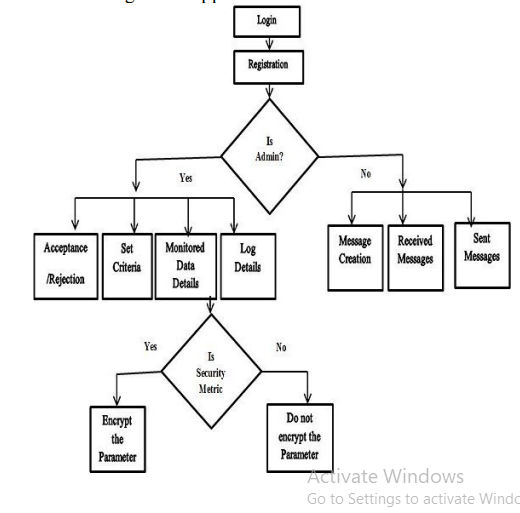 Login
Registration
Is
Admin?
Yes
No
Acceptance
/Rejection
Set
Criteria
Monitored
Data
Details
Log
Details
Message
Creation
Received
Messages
Sent
Messages
Yes
Is
Security
Metric
No
Encrypt
the
Parameter
Do not
encrypt the
Parameter
Activate Windows
Go to Settings to activate Windo